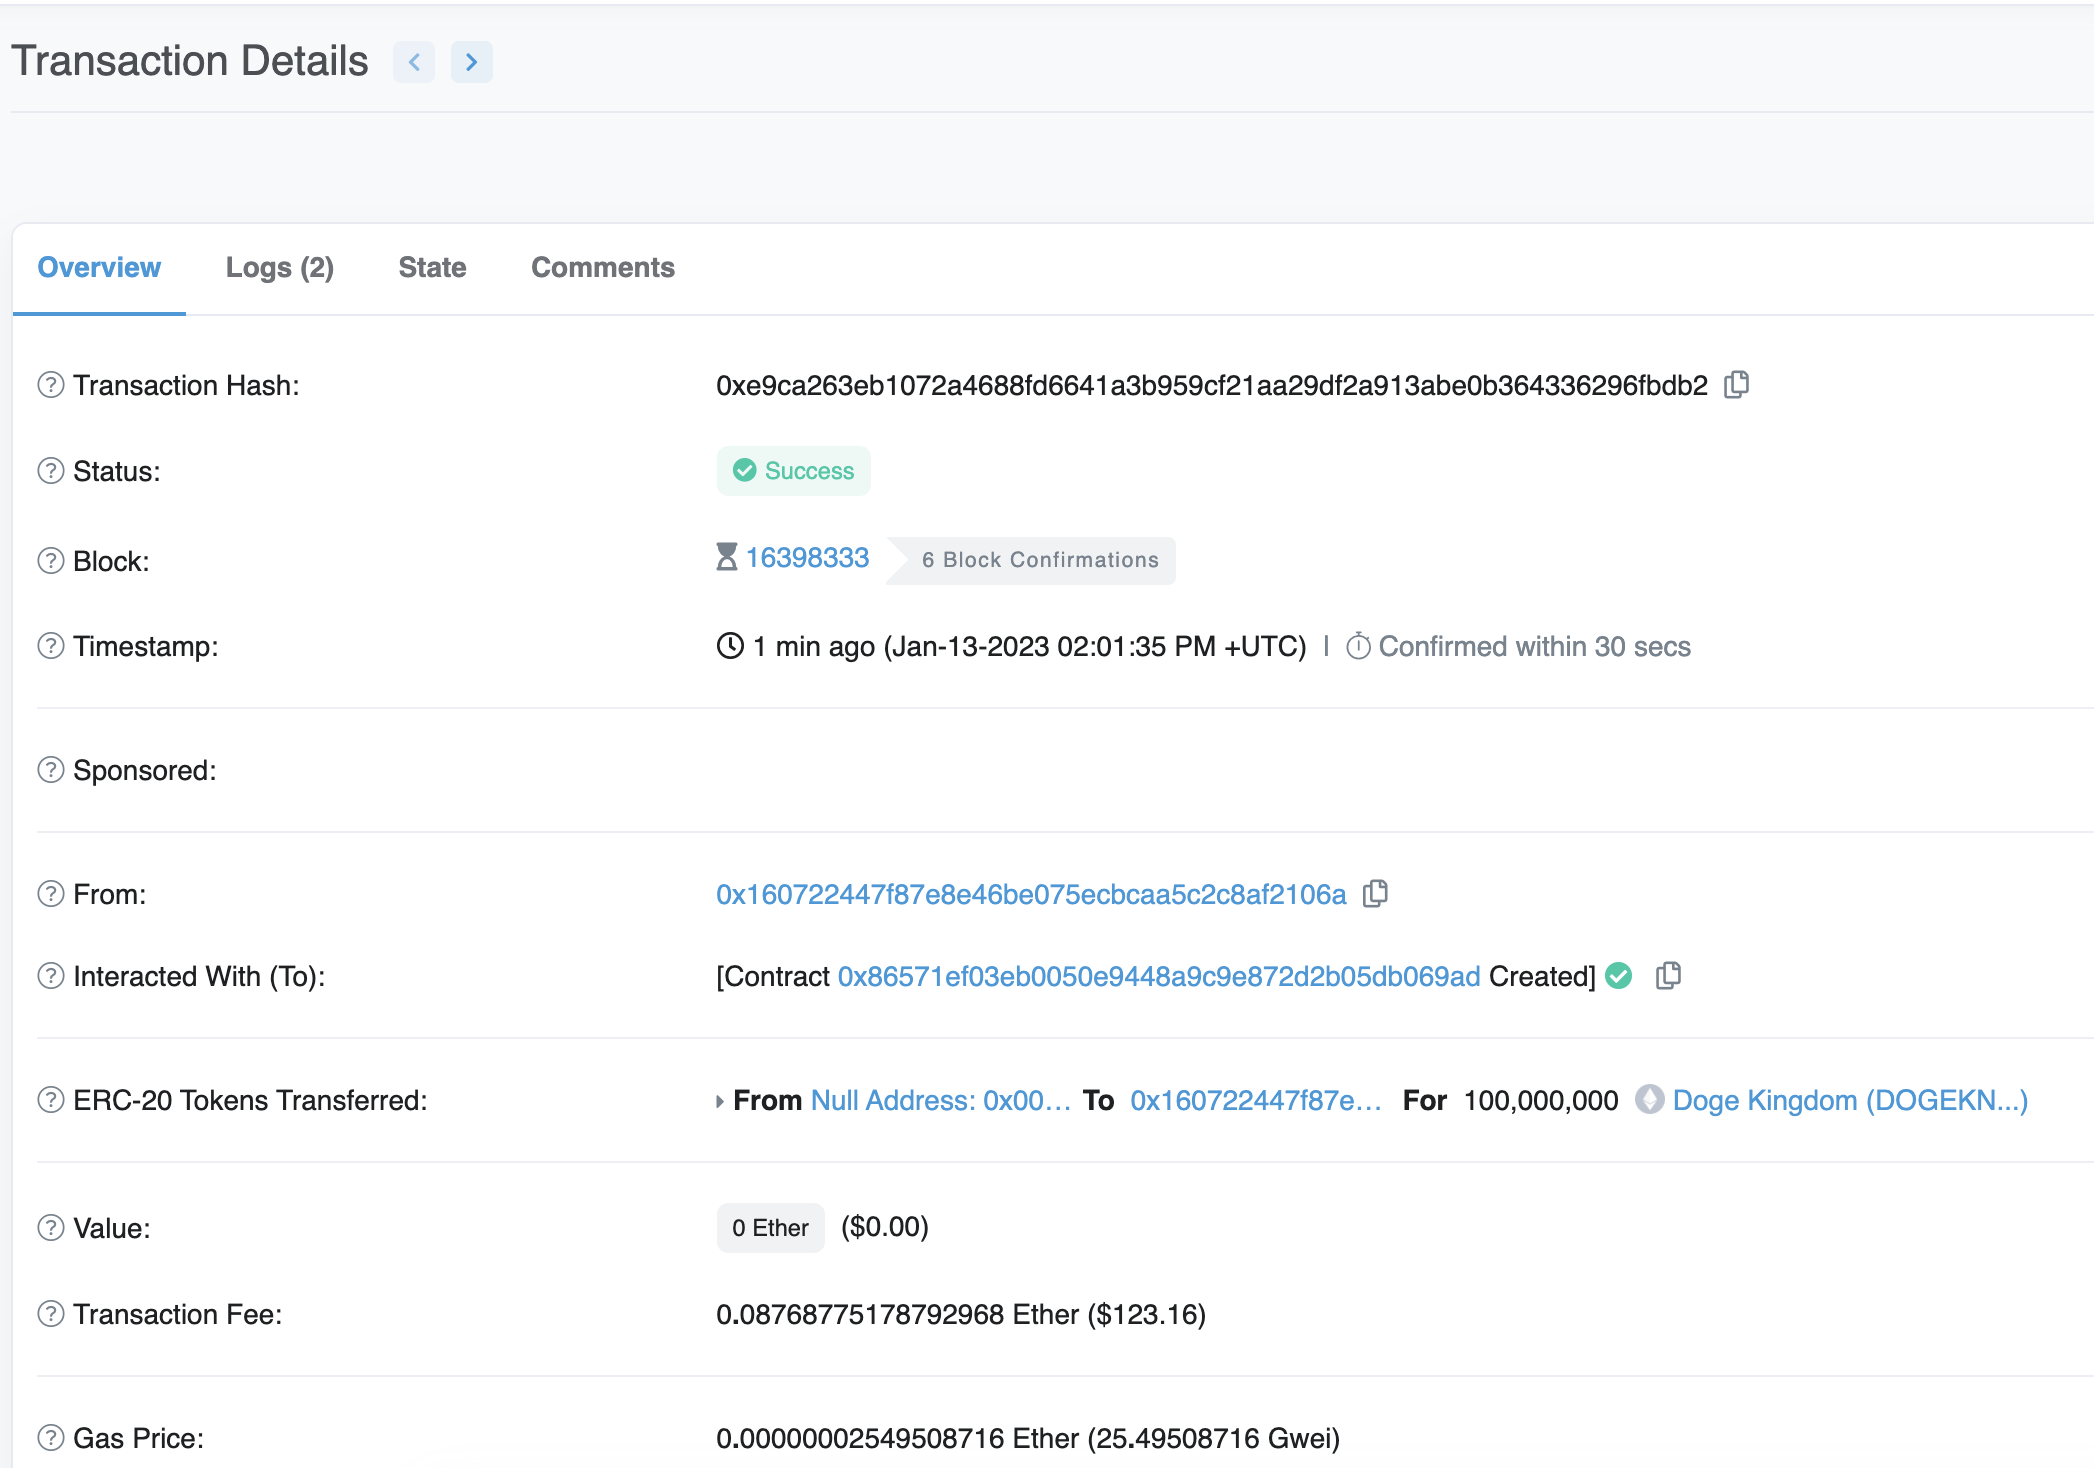 Transaction Details
Overview Logs (2) State Comments
Transaction Hash: 0xe9ca263eb1072a4688fd6641a3b959cf21aa29df2a913abe0b364336296fbdb2
Status: Success
Block: 16398333 6 Block Confirmations
Timestamp: 1 min ago (Jan-13-2023 02:01:35 PM +UTC) | Confirmed within 30 secs
Sponsored:
From: 0x160722447f87e8e46be075ecbcaa5c2c8af2106a
Interacted With (To): [Contract 0x86571ef03eb0050e9448a9c9e872d2b05db069ad Created]
ERC-20 Tokens Transferred: From Null Address: 0x00... To 0x160722447f87e... For 100,000,000 Doge Kingdom (DOGEKN...)
Value: 0 Ether ($0.00)
Transaction Fee: 0.08768775178792968 Ether ($123.16)
Gas Price: 0.00000002549508716 Ether (25.49508716 Gwei)